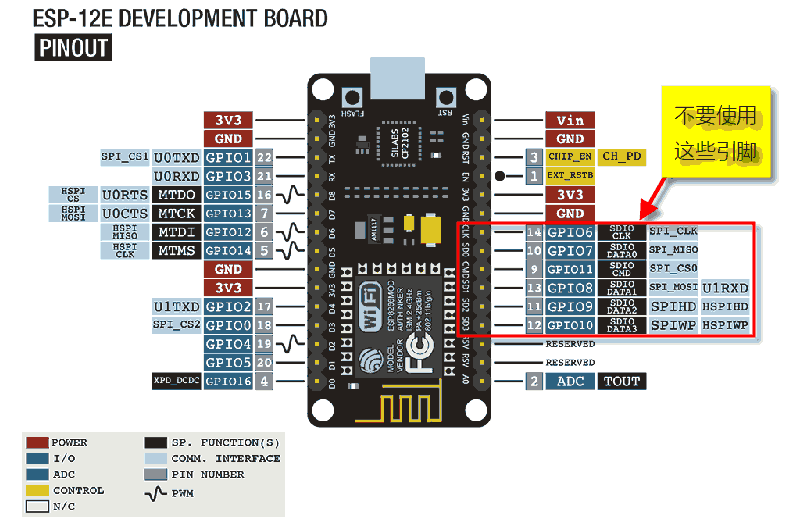 ESP-12E DEVELOPMENT BOARD
PINOUT
不要使用
这些引脚
3V3
GND
SPI_CS1 U0TXD GPIO1 22
U0RXD GPIO3 21
HSPI CS U0RTS MTDO GPIO15 16
HSPI MOSI U0CTS MTCK GPIO13 7
HSPI MISO MTDI GPIO12 6
HSPI CLK MTMS GPIO14 5
GND
3V3
U1TXD GPIO2 17
SPI_CS2 GPIO0 18
GPIO4 19
GPIO5 20
XPD_DCDC GPIO16 4
FLASH
RST
3V3
GND
TX
RX
D8
D7
D6
D5
GND
3V3
D4
D3
D2
D1
D0
SILABS
CP2102
AM1117
WiFi
ESP8266MOD
AI-THINKER
ISM 2.4GHz
PA +25dBm
802.11b/g/n
MODEL
VENDOR
FC
Vin
GND
RST
EN
3V3
GND
CLK
SD0
CMD
SD1
SD2
SD3
RSV
RSV
A0
Vin
GND
3 CHIP_EN CH_PD
1 EXT_RSTB
3V3
GND
14 GPIO6 SDIO CLK SPI_CLK
10 GPIO7 SDIO DATA0 SPI_MISO
9 GPIO11 SDIO CMD SPI_CS0
13 GPIO8 SDIO DATA1 SPI_MOSI U1RXD
11 GPIO9 SDIO DATA2 SPIHD HSPIHD
12 GPIO10 SDIO DATA3 SPIWP HSPIWP
RESERVED
RESERVED
2 ADC TOUT
POWER
I/O
ADC
CONTROL
N/C
SP. FUNCTION(S)
COMM. INTERFACE
PIN NUMBER
PWM